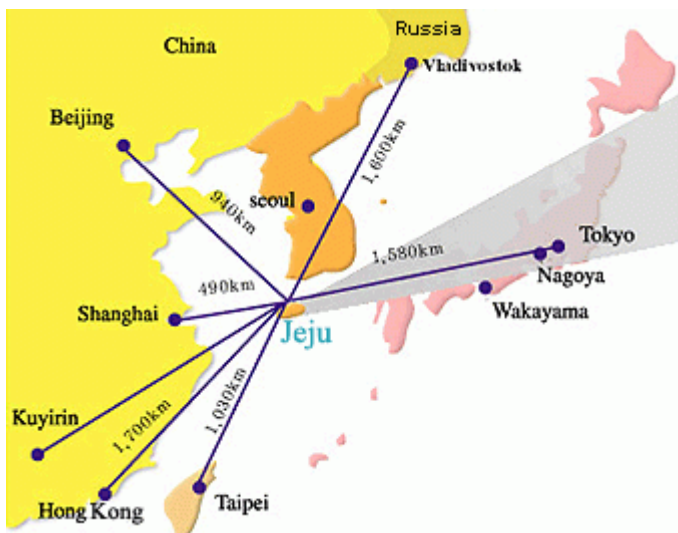 Russia
China
Vladivostok
Beijing
1,600km
940km
seoul
1,580km
Tokyo
490km
Nagoya
Shanghai
Wakayama
Jeju
Kuyirin
1,700km
1,030km
Hong Kong
Taipei